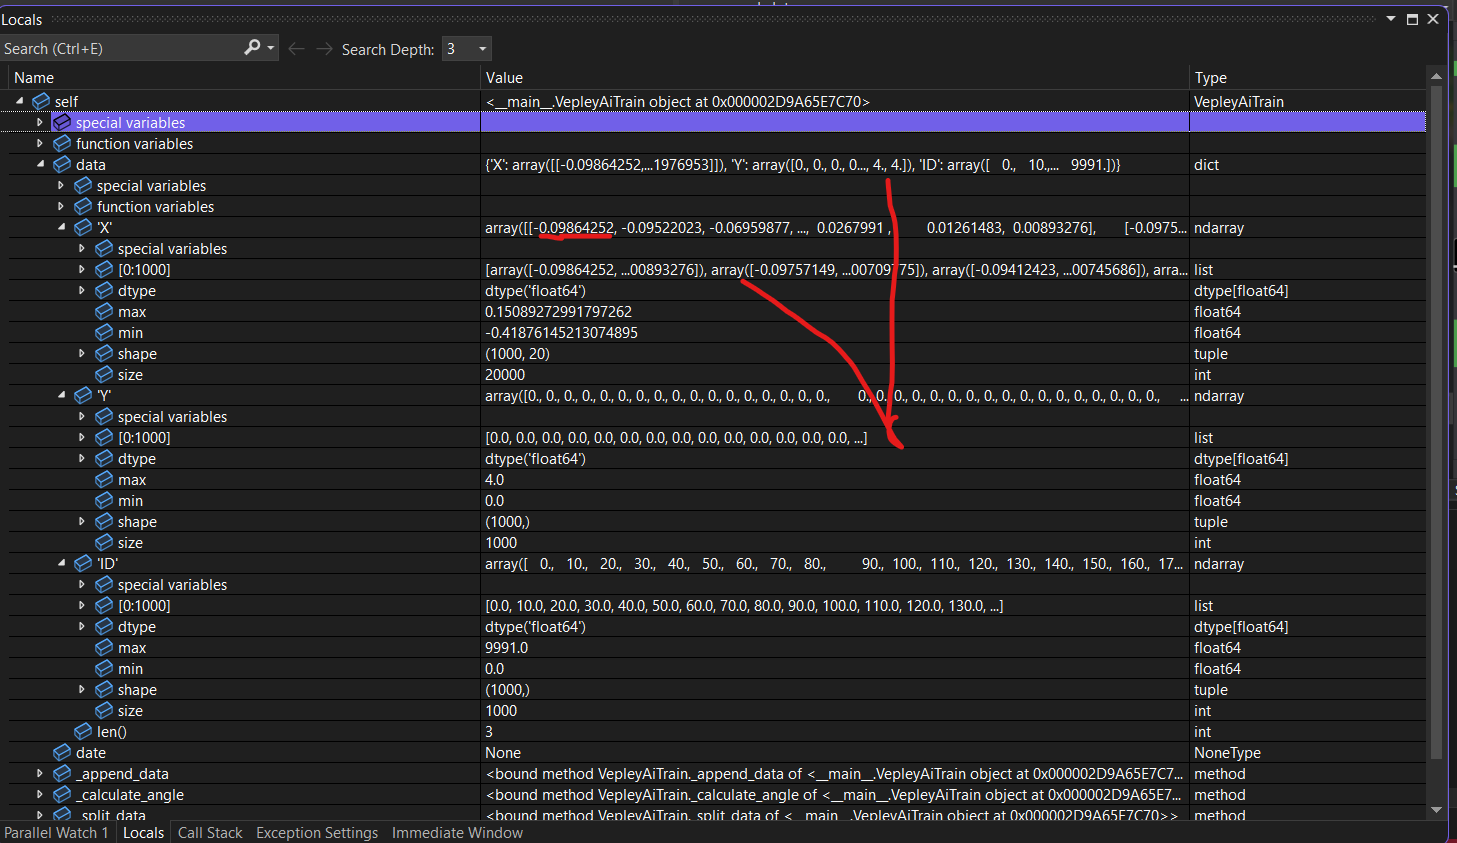 Locals
Search (Ctrl+E) Search Depth: 3
Name Value Type
self <__main__.VepleyAiTrain object at 0x000002D9A65E7C70> VepleyAiTrain
special variables
function variables
data {'X': array([[-0.09864252,...1976953]]), 'Y': array([0., 0., 0., 0..., 4., 4.]), 'ID': array([ 0., 10.,... 9991.])} dict
special variables
function variables
'X' array([[-0.09864252, -0.09522023, -0.06959877, ..., 0.0267991 , 0.01261483, 0.00893276], [-0.0975... ndarray
special variables
[0:1000] [array([-0.09864252, ...00893276]), array([-0.09757149, ...00709775]), array([-0.09412423, ...00745686]), arra... list
dtype dtype('float64') dtype[float64]
max 0.15089272991797262 float64
min -0.41876145213074895 float64
shape (1000, 20) tuple
size 20000 int
'Y' array([0., 0., 0., 0., 0., 0., 0., 0., 0., 0., 0., 0., 0., 0., 0., 0., 0., 0., 0., 0., 0., 0., 0., 0., 0., 0., 0., 0., 0., 0., 0., 0., 0., 0., ... ndarray
special variables
[0:1000] [0.0, 0.0, 0.0, 0.0, 0.0, 0.0, 0.0, 0.0, 0.0, 0.0, 0.0, 0.0, 0.0, 0.0, ...] list
dtype dtype('float64') dtype[float64]
max 4.0 float64
min 0.0 float64
shape (1000,) tuple
size 1000 int
'ID' array([ 0., 10., 20., 30., 40., 50., 60., 70., 80., 90., 100., 110., 120., 130., 140., 150., 160., 17... ndarray
special variables
[0:1000] [0.0, 10.0, 20.0, 30.0, 40.0, 50.0, 60.0, 70.0, 80.0, 90.0, 100.0, 110.0, 120.0, 130.0, ...] list
dtype dtype('float64') dtype[float64]
max 9991.0 float64
min 0.0 float64
shape (1000,) tuple
size 1000 int
len() 3 int
date None NoneType
_append_data <bound method VepleyAiTrain._append_data of <__main__.VepleyAiTrain object at 0x000002D9A65E7C7... method
_calculate_angle <bound method VepleyAiTrain._calculate_angle of <__main__.VepleyAiTrain object at 0x000002D9A65E7... method
_split_data <bound method VepleyAiTrain._split_data of <__main__.VepleyAiTrain object at 0x000002D9A65E7C70>> method
Parallel Watch 1 Locals Call Stack Exception Settings Immediate Window